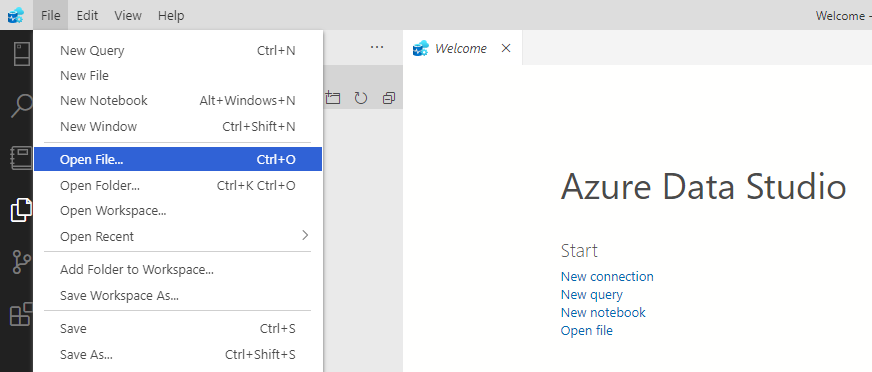 File Edit View Help Welcome -
New Query Ctrl+N
New File
New Notebook Alt+Windows+N
New Window Ctrl+Shift+N
Open File... Ctrl+O
Open Folder... Ctrl+K Ctrl+O
Open Workspace...
Open Recent
Add Folder to Workspace...
Save Workspace As...
Save Ctrl+S
Save As... Ctrl+Shift+S
Welcome
Azure Data Studio
Start
New connection
New query
New notebook
Open file